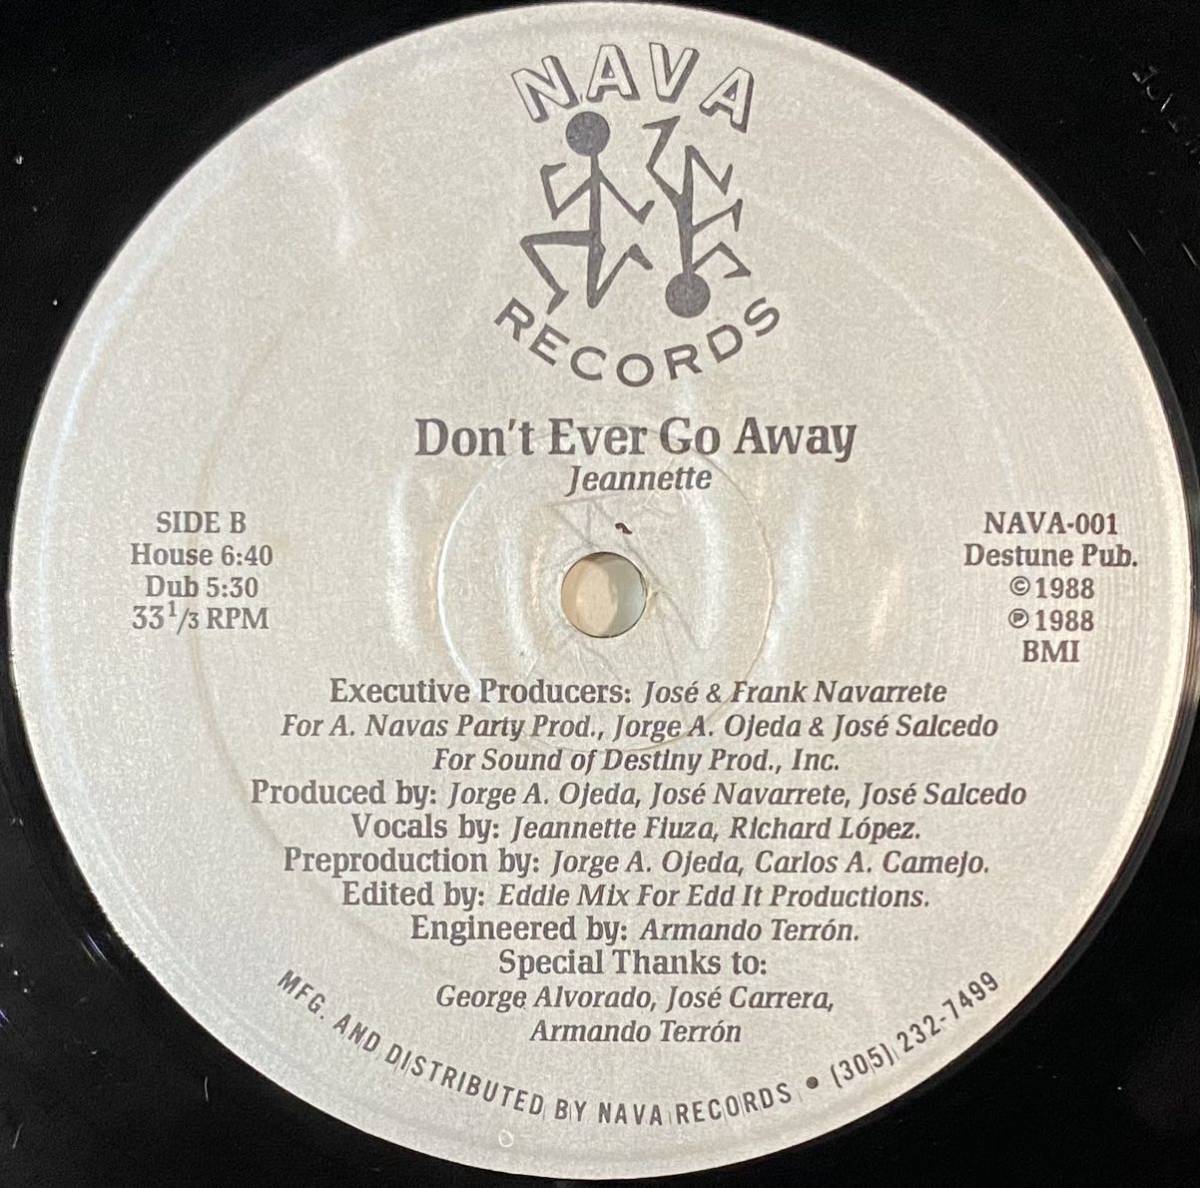 NAVA
RECORDS
Don't Ever Go Away
Jeannette
SIDE B
House 6:40
Dub 5:30
33 1/3 RPM
NAVA-001
Destune Pub.
©1988
℗1988
BMI
Executive Producers: José & Frank Navarrete
For A. Navas Party Prod., Jorge A. Ojeda & José Salcedo
For Sound of Destiny Prod., Inc.
Produced by: Jorge A. Ojeda, José Navarrete, José Salcedo
Vocals by: Jeannette Fiuza, Richard López.
Preproduction by: Jorge A. Ojeda, Carlos A. Camejo.
Edited by: Eddie Mix For Edd It Productions.
Engineered by: Armando Terrón.
Special Thanks to:
George Alvorado, José Carrera,
Armando Terrón
MFG. AND DISTRIBUTED BY NAVA RECORDS • (305) 232-7499